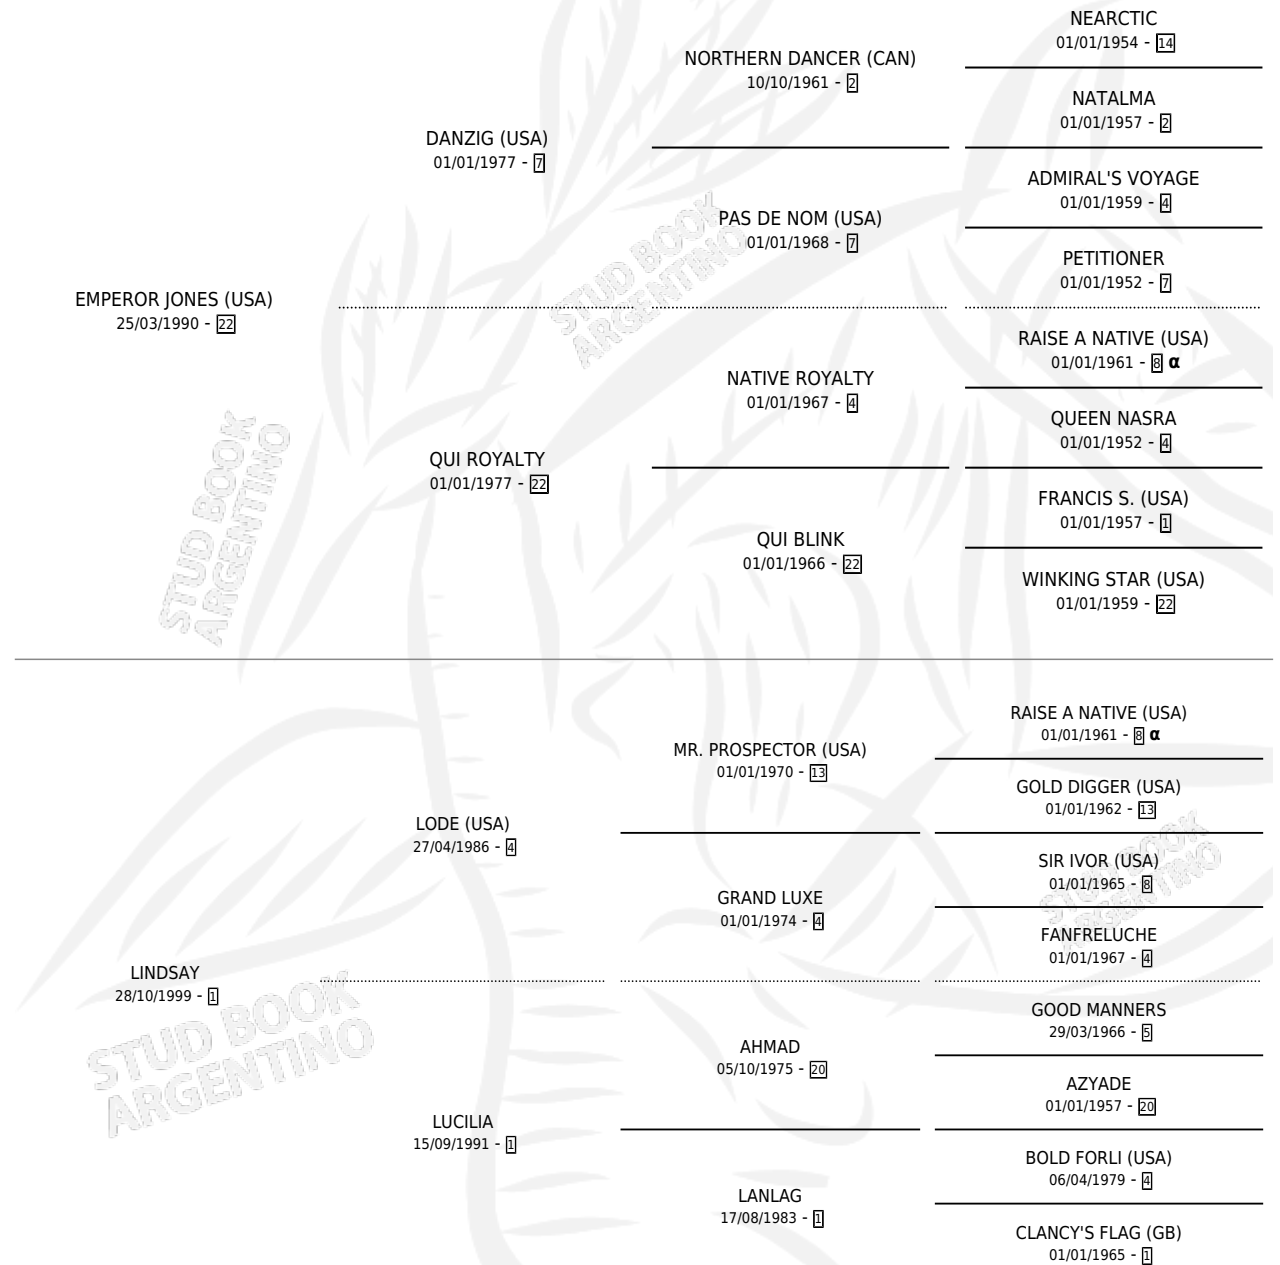 NEARCTIC
01/01/1954 - 14
NORTHERN DANCER (CAN)
10/10/1961 - 2
NATALMA
01/01/1957 - 2
DANZIG (USA)
01/01/1977 - 7
ADMIRAL'S VOYAGE
01/01/1959 - 4
PAS DE NOM (USA)
01/01/1968 - 7
PETITIONER
01/01/1952 - 7
EMPEROR JONES (USA)
25/03/1990 - 22
RAISE A NATIVE (USA)
01/01/1961 - 8 α
NATIVE ROYALTY
01/01/1967 - 4
QUEEN NASRA
01/01/1952 - 4
QUI ROYALTY
01/01/1977 - 22
FRANCIS S. (USA)
01/01/1957 - 1
QUI BLINK
01/01/1966 - 22
WINKING STAR (USA)
01/01/1959 - 22
RAISE A NATIVE (USA)
01/01/1961 - 8 α
MR. PROSPECTOR (USA)
01/01/1970 - 13
GOLD DIGGER (USA)
01/01/1962 - 13
LODE (USA)
27/04/1986 - 4
SIR IVOR (USA)
01/01/1965 - 8
GRAND LUXE
01/01/1974 - 4
FANFRELUCHE
01/01/1967 - 4
LINDSAY
28/10/1999 - 1
GOOD MANNERS
29/03/1966 - 5
AHMAD
05/10/1975 - 20
AZYADE
01/01/1957 - 20
LUCILIA
15/09/1991 - 1
BOLD FORLI (USA)
06/04/1979 - 4
LANLAG
17/08/1983 - 1
CLANCY'S FLAG (GB)
01/01/1965 - 1
STUD BOOK
ARGENTINO
STUD BOOK
ARGENTINO
STUD BOOK
ARGENTINO
STUD BOOK
ARGENTINO